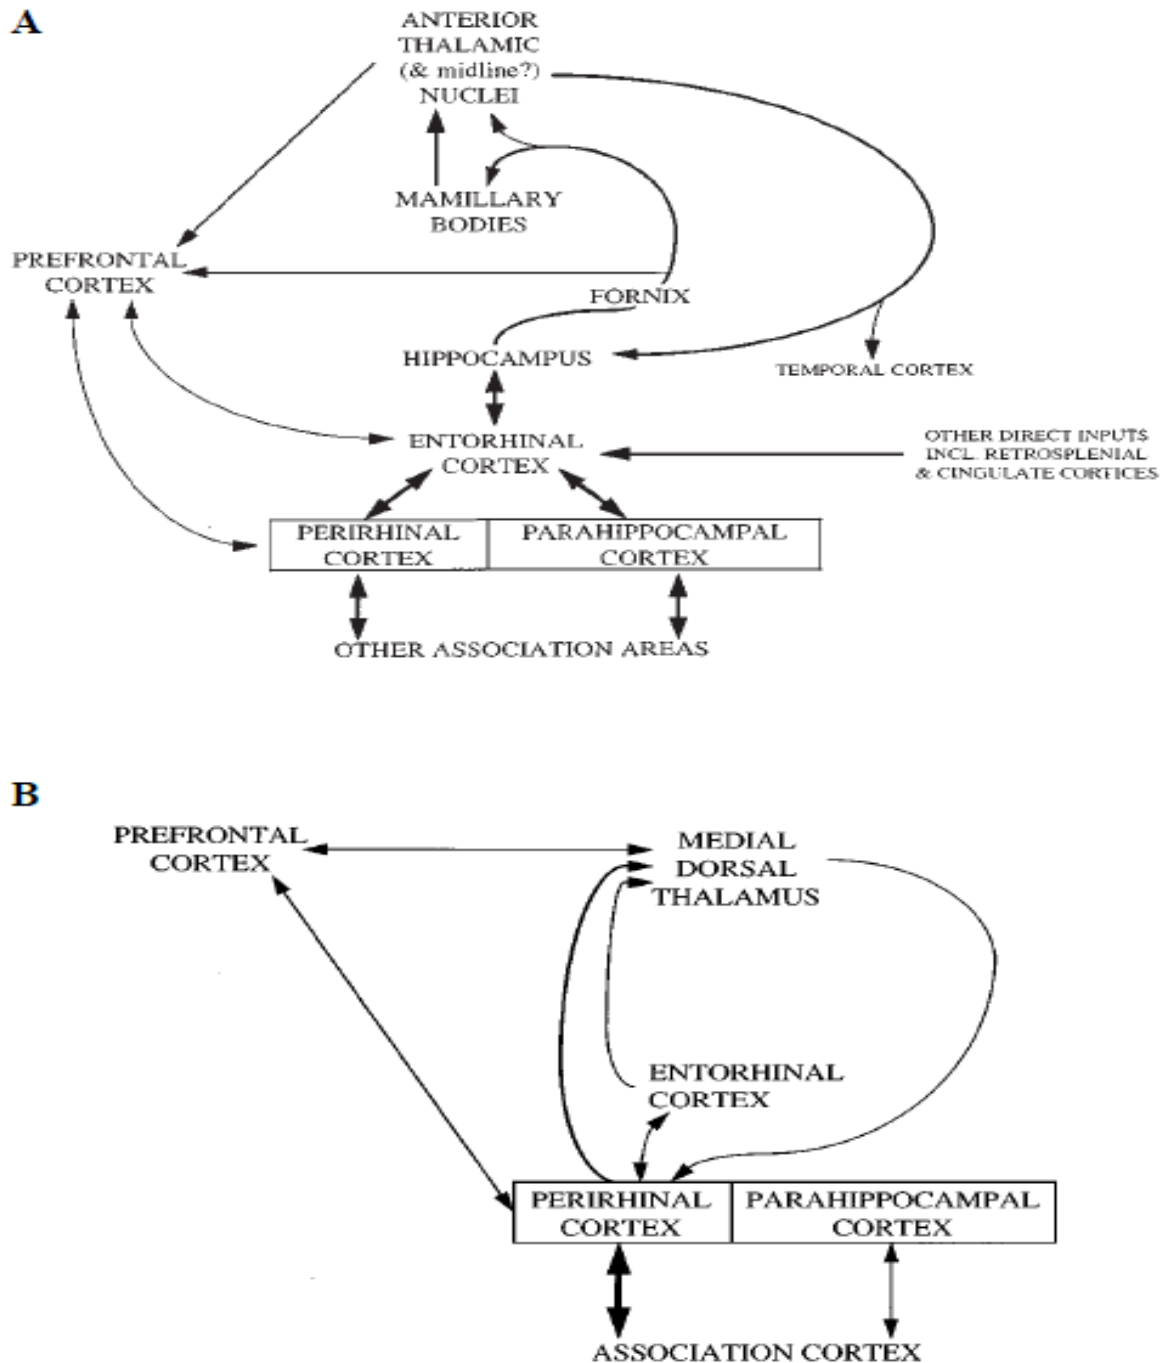 A
ANTERIOR
THALAMIC
(& midline?)
NUCLEI
MAMILLARY
BODIES
PREFRONTAL
CORTEX
FORNIX
HIPPOCAMPUS
TEMPORAL CORTEX
ENTORHINAL
CORTEX
OTHER DIRECT INPUTS
INCL. RETROSPLENIAL
& CINGULATE CORTICES
PERIRHINAL
CORTEX
PARAHIPPOCAMPAL
CORTEX
OTHER ASSOCIATION AREAS
B
PREFRONTAL
CORTEX
MEDIAL
DORSAL
THALAMUS
ENTORHINAL
CORTEX
PERIRHINAL
CORTEX
PARAHIPPOCAMPAL
CORTEX
ASSOCIATION CORTEX